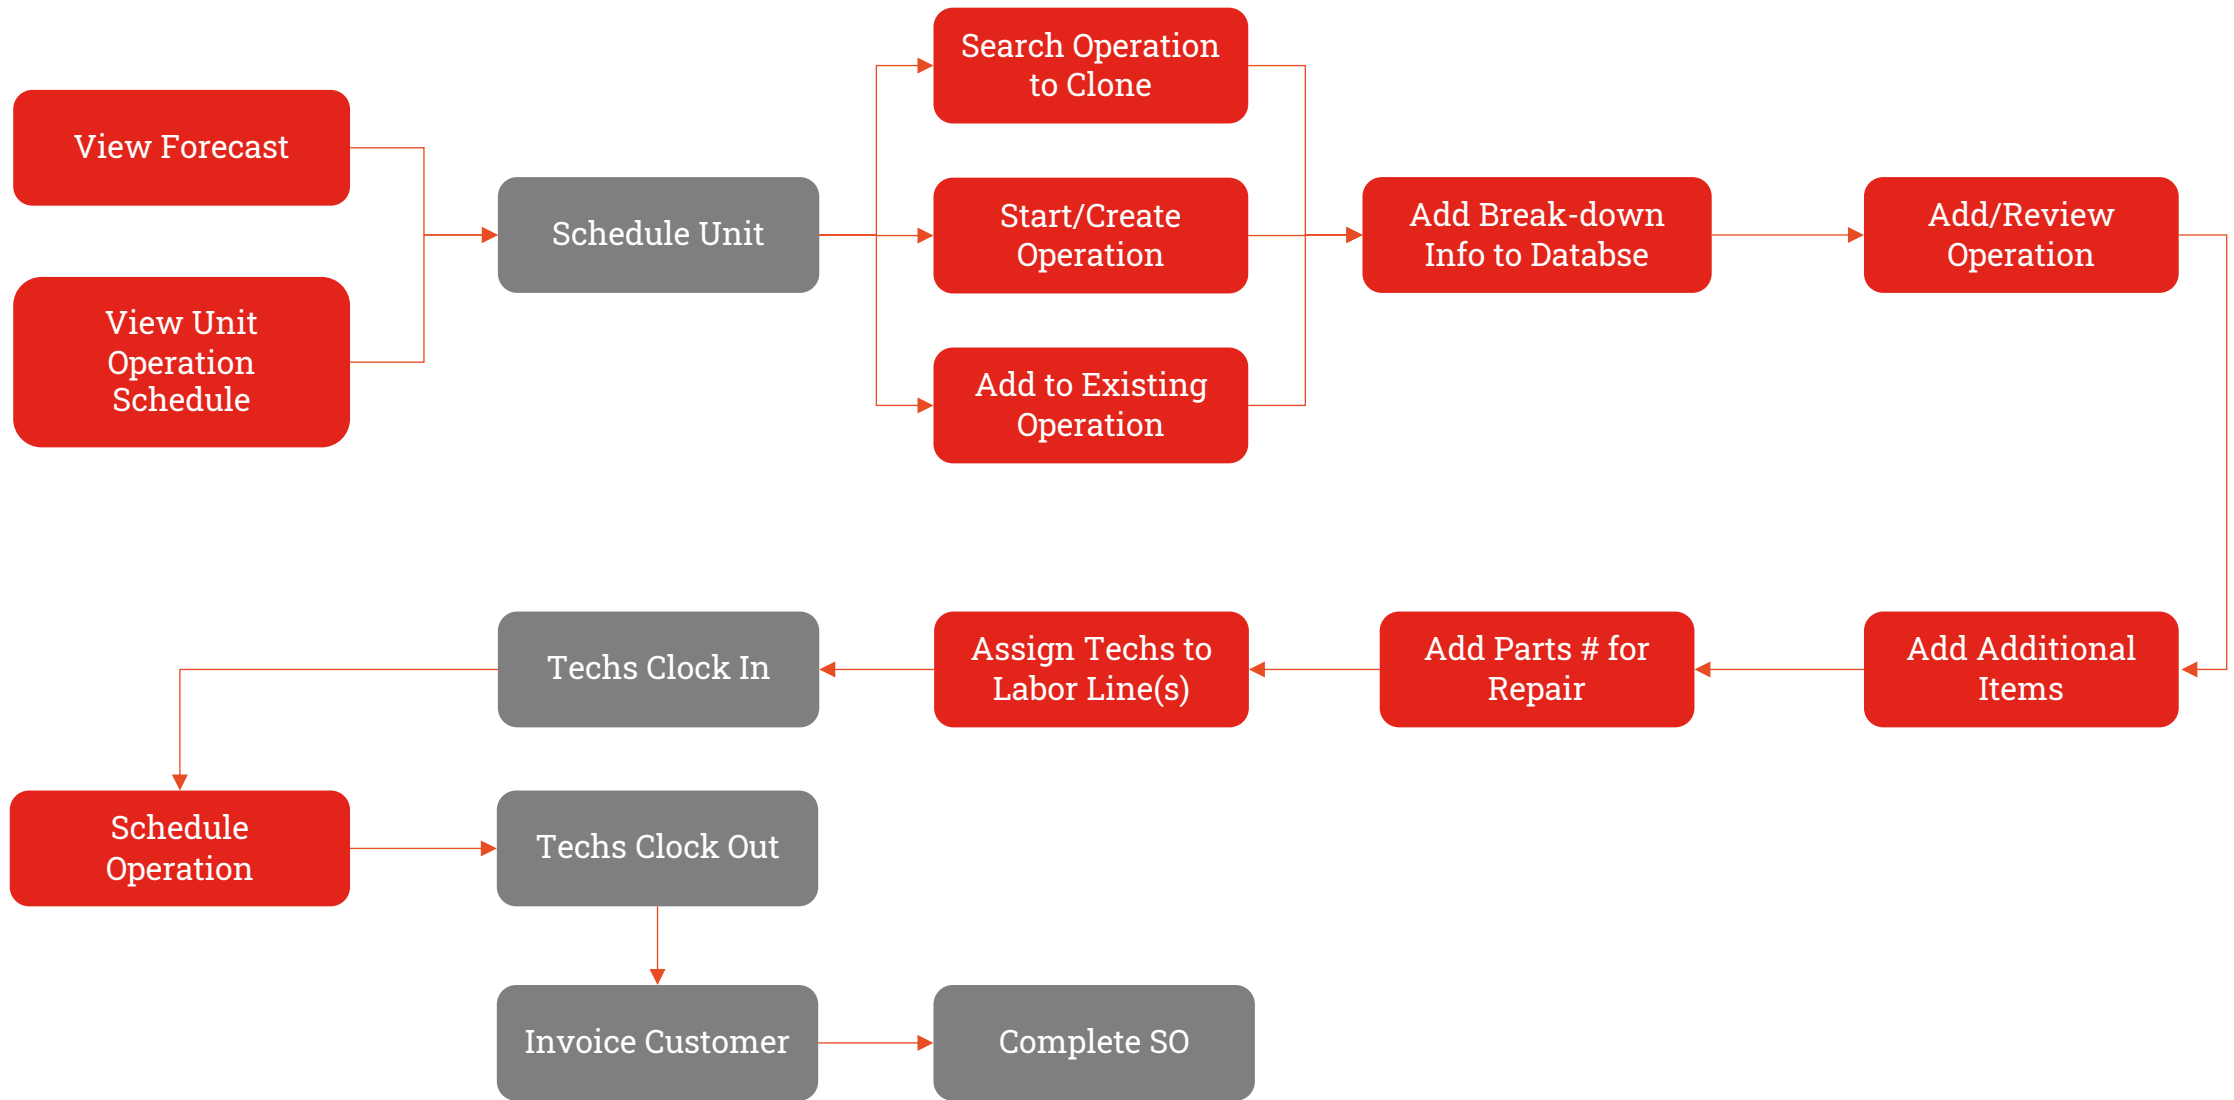 View Forecast
View Unit
Operation
Schedule
Schedule Unit
Search Operation
to Clone
Start/Create
Operation
Add to Existing
Operation
Add Break-down
Info to Databse
Add/Review
Operation
Add Additional
Items
Add Parts # for
Repair
Assign Techs to
Labor Line(s)
Techs Clock In
Schedule
Operation
Techs Clock Out
Invoice Customer
Complete SO